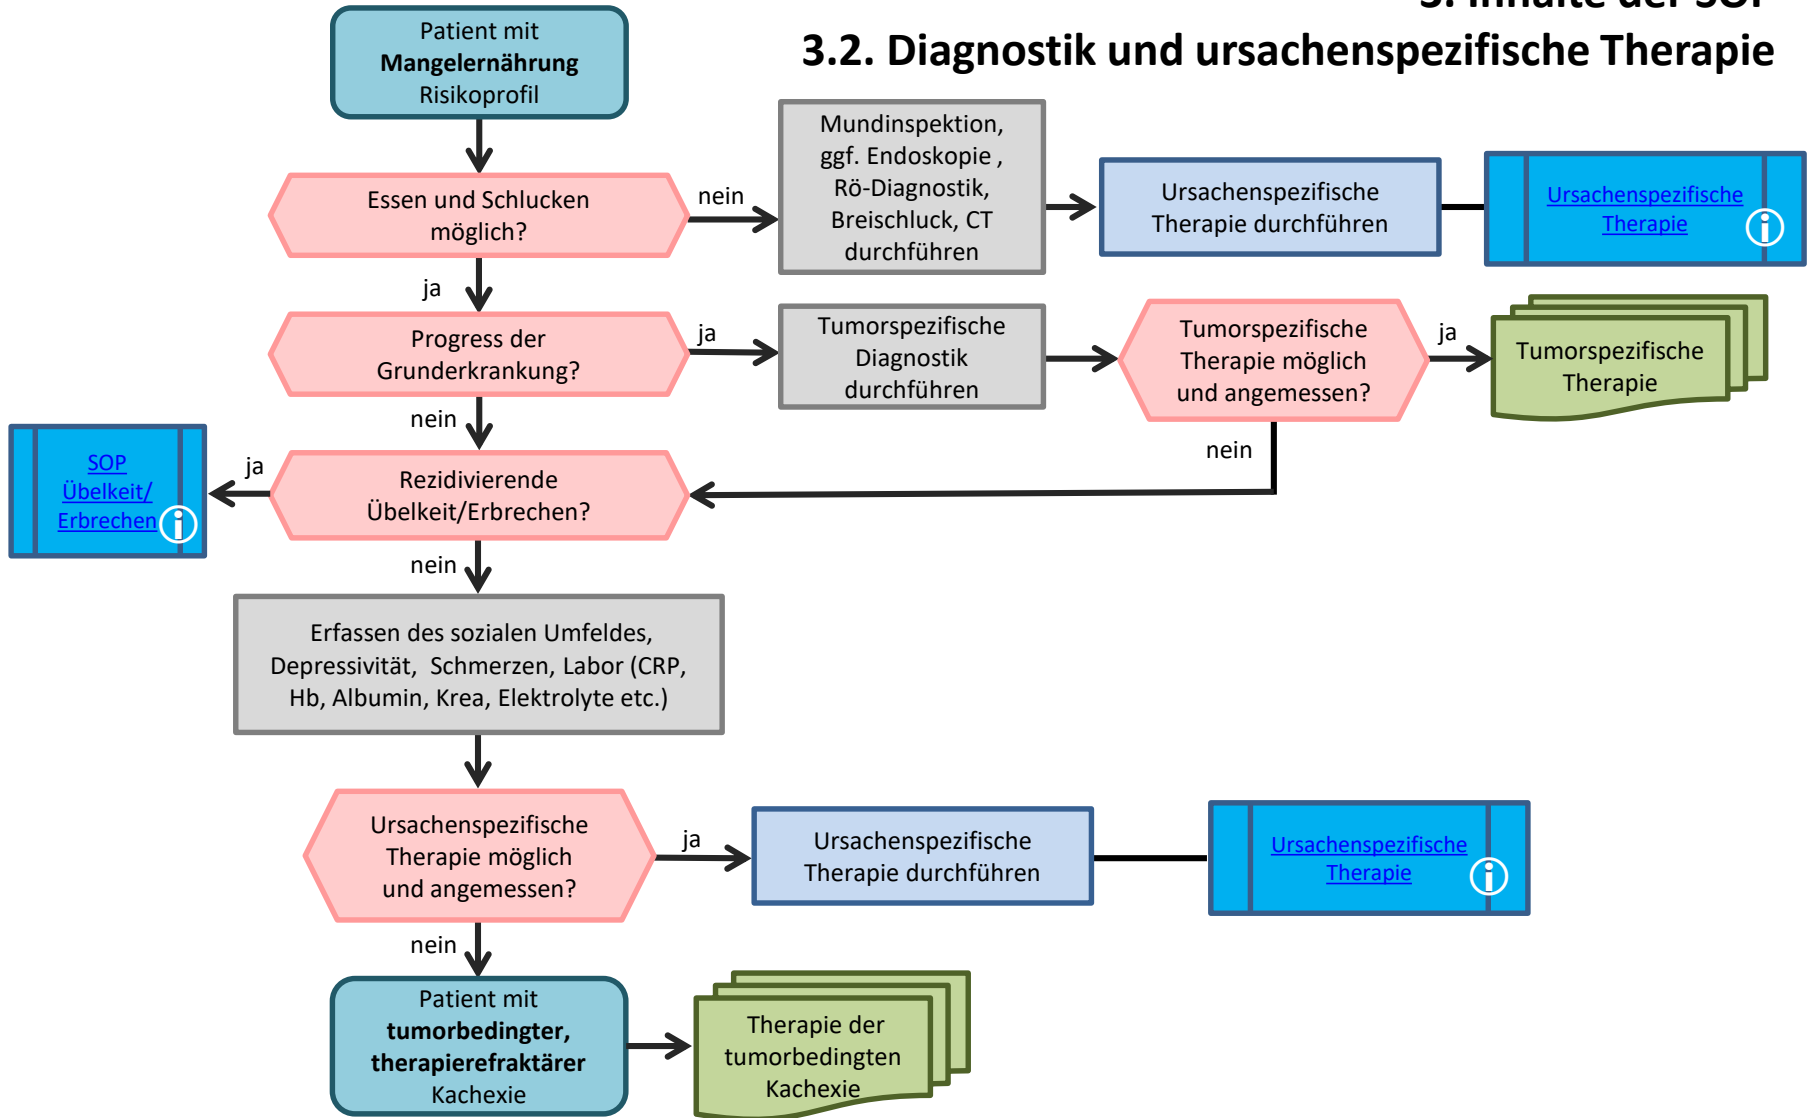 3. Inhalte der SOP
3.2. Diagnostik und ursachenspezifische Therapie
Patient mit
Mangelernährung
Risikoprofil
Essen und Schlucken
möglich?
nein
Mundinspektion,
ggf. Endoskopie ,
Rö-Diagnostik,
Breischluck, CT
durchführen
Ursachenspezifische
Therapie durchführen
Ursachenspezifische
Therapie
i
ja
Progress der
Grunderkrankung?
ja
Tumorspezifische
Diagnostik
durchführen
Tumorspezifische
Therapie möglich
und angemessen?
ja
Tumorspezifische
Therapie
nein
nein
Rezidivierende
Übelkeit/Erbrechen?
ja
SOP
Übelkeit/
Erbrechen
i
nein
Erfassen des sozialen Umfeldes,
Depressivität, Schmerzen, Labor (CRP,
Hb, Albumin, Krea, Elektrolyte etc.)
Ursachenspezifische
Therapie möglich
und angemessen?
ja
Ursachenspezifische
Therapie durchführen
Ursachenspezifische
Therapie
i
nein
Patient mit
tumorbedingter,
therapierefraktärer
Kachexie
Therapie der
tumorbedingten
Kachexie